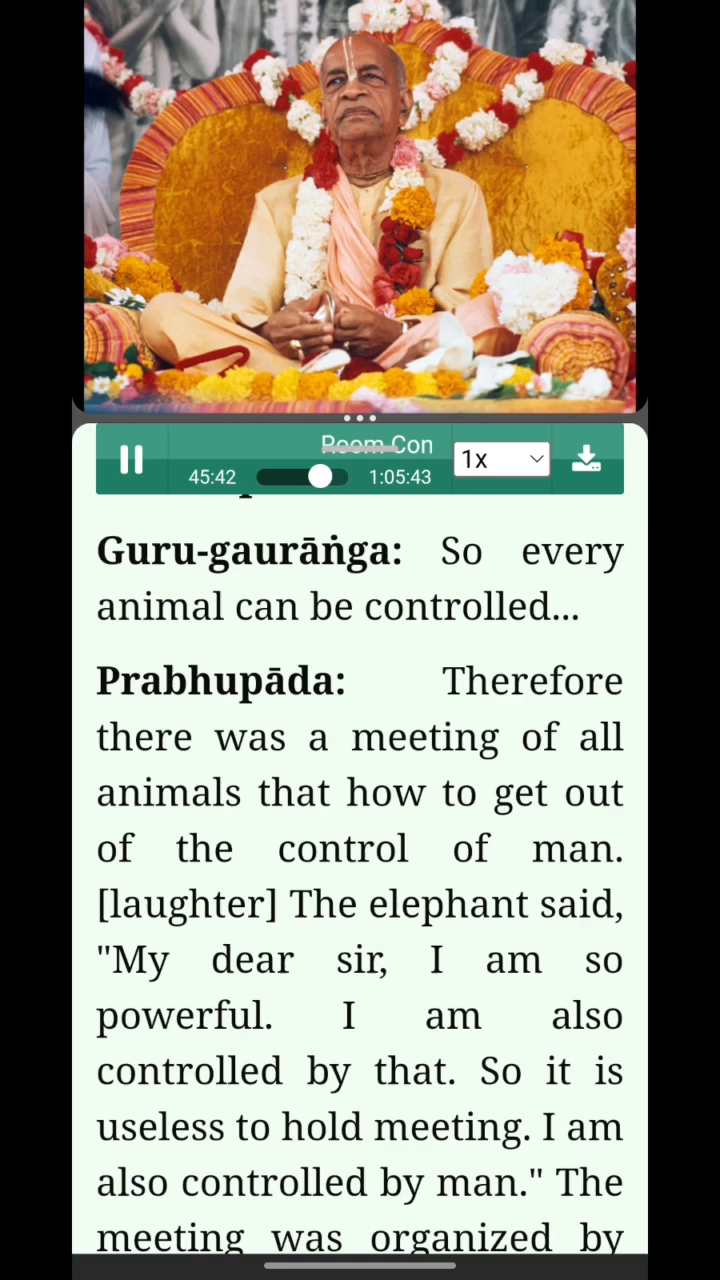 Room Con
45:42
1:05:43
1x
Guru-gaurāṅga: So every
animal can be controlled...
Prabhupāda: Therefore
there was a meeting of all
animals that how to get out
of the control of man.
[laughter] The elephant said,
"My dear sir, I am so
powerful. I am also
controlled by that. So it is
useless to hold meeting. I am
also controlled by man." The
meeting was organized by